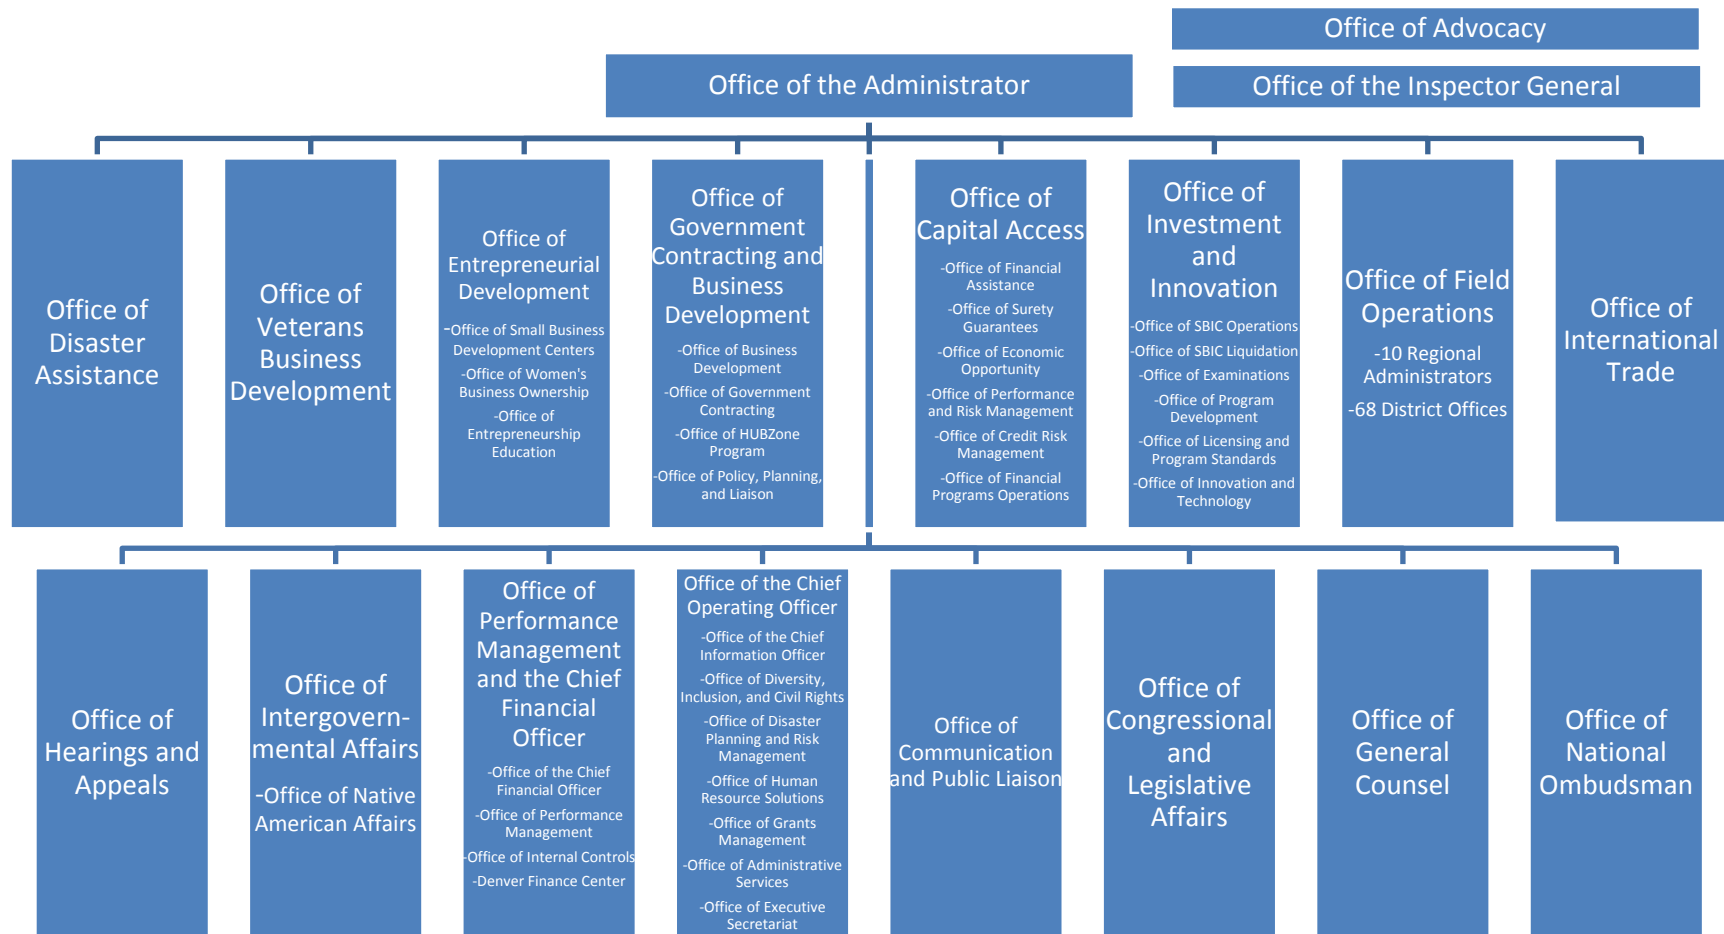 Office of Advocacy
Office of the Administrator
Office of the Inspector General
Office of
Disaster
Assistance
Office of
Veterans
Business
Development
Office of
Entrepreneurial
Development
-Office of Small Business
Development Centers
-Office of Women's
Business Ownership
-Office of
Entrepreneurship
Education
Office of
Government
Contracting and
Business
Development
-Office of Business
Development
-Office of Government
Contracting
-Office of HUBZone
Program
-Office of Policy, Planning,
and Liaison
Office of
Capital Access
-Office of Financial
Assistance
-Office of Surety
Guarantees
-Office of Economic
Opportunity
-Office of Performance
and Risk Management
-Office of Credit Risk
Management
-Office of Financial
Programs Operations
Office of
Investment
and
Innovation
-Office of SBIC Operations
-Office of SBIC Liquidation
-Office of Examinations
-Office of Program
Development
-Office of Licensing and
Program Standards
-Office of Innovation and
Technology
Office of Field
Operations
-10 Regional
Administrators
-68 District Offices
Office of
International
Trade
Office of
Hearings and
Appeals
Office of
Intergovern-
mental Affairs
-Office of Native
American Affairs
Office of
Performance
Management
and the Chief
Financial
Officer
-Office of the Chief
Financial Officer
-Office of Performance
Management
-Office of Internal Controls
-Denver Finance Center
Office of the Chief
Operating Officer
-Office of the Chief
Information Officer
-Office of Diversity,
Inclusion, and Civil Rights
-Office of Disaster
Planning and Risk
Management
-Office of Human
Resource Solutions
-Office of Grants
Management
-Office of Administrative
Services
-Office of Executive
Secretariat
Office of
Communication
and Public Liaison
Office of
Congressional
and
Legislative
Affairs
Office of
General
Counsel
Office of
National
Ombudsman